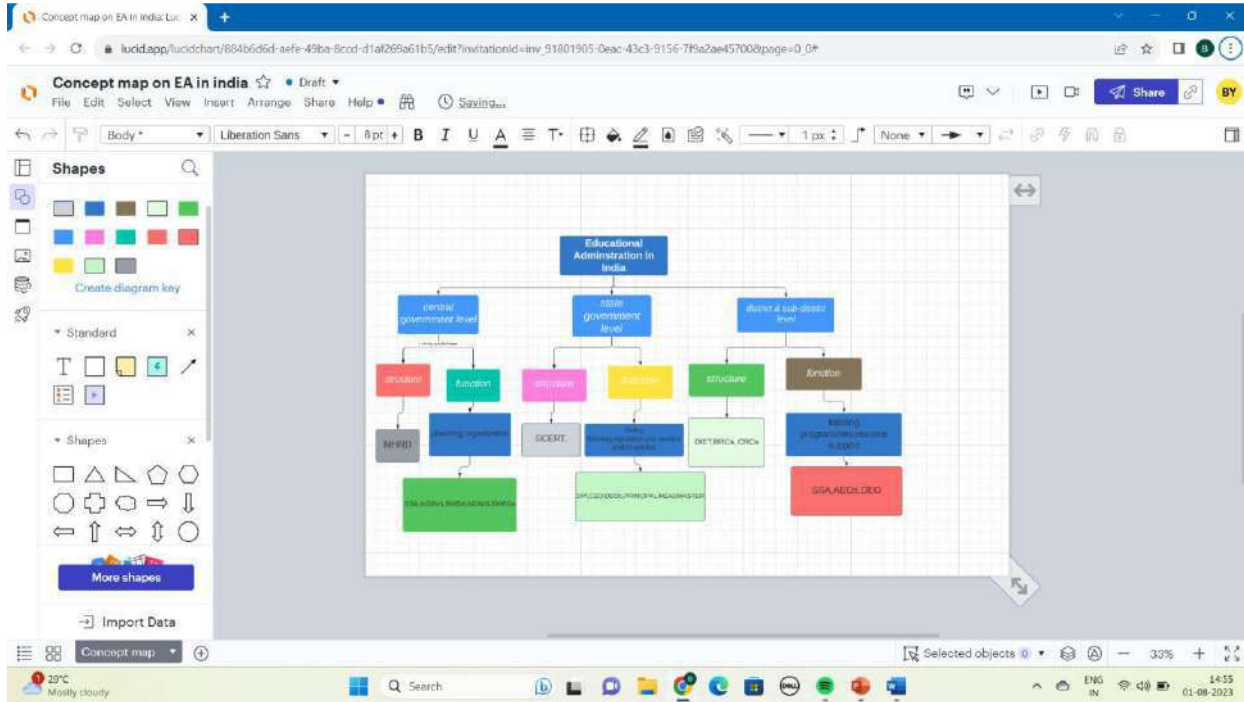 Concept map on EA in india: Luc
lucid.app/lucidchart/884b6d6d-aefe-49ba-8ccd-d1af269a61b5/edit?invitationId=inv_91801905-0eac-43c3-9156-7f9a2ae45700&page=0_0#
B
Concept map on EA in india Draft
File Edit Select View Insert Arrange Share Help Saving...
Share BY
Body Liberation Sans - 8 pt + B I U A T 1 px None
Shapes
Create diagram key
Standard
T
Shapes
More shapes
Import Data
Educational
Adminstration in
India
central
government level
state
government
level
district & sub-district
level
structure
function
structure
function
structure
function
MHRD
SCERT.
DIET,BRCs, CRCs
training
support
SSA,AEOs,DEO
Concept map
Selected objects 0
33%
1
29°C
Mostly cloudy
Search
ENG
IN
14:55
01-08-2023